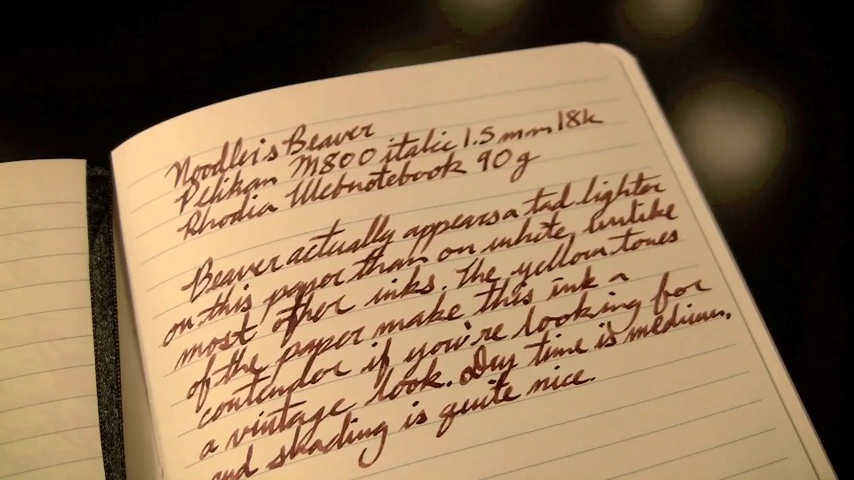 Noodler's Beaver
Pelikan M800 italic 1.5mm 18k
Rhodia Webnotebook 90g
Beaver actually appears a tad lighter
on this paper than on white, unlike
most other inks. The yellow tones
of the paper make this ink a
contender if you're looking for
a vintage look. Dry time is medium,
and shading is quite nice.